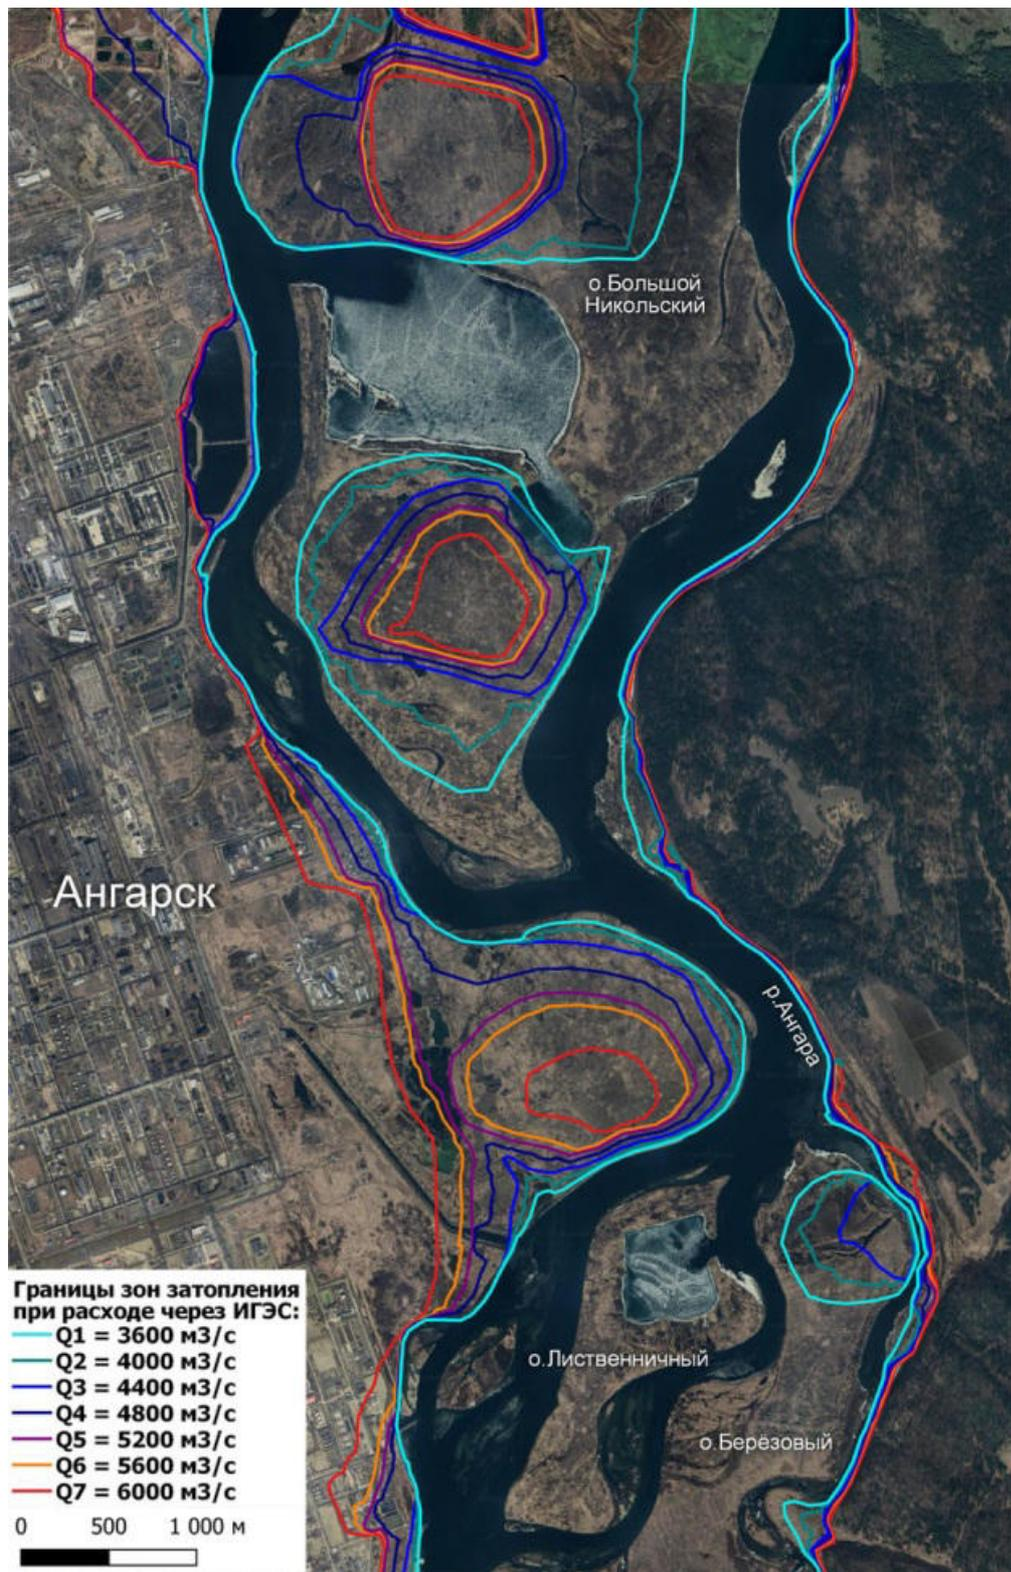 о.Большой
Никольский
Ангарск
р.Ангара
о.Лиственничный
о.Берёзовый
Границы зон затопления
при расходе через ИГЭС:
Q1 = 3600 м3/с
Q2 = 4000 м3/с
Q3 = 4400 м3/с
Q4 = 4800 м3/с
Q5 = 5200 м3/с
Q6 = 5600 м3/с
Q7 = 6000 м3/с
0 500 1 000 м